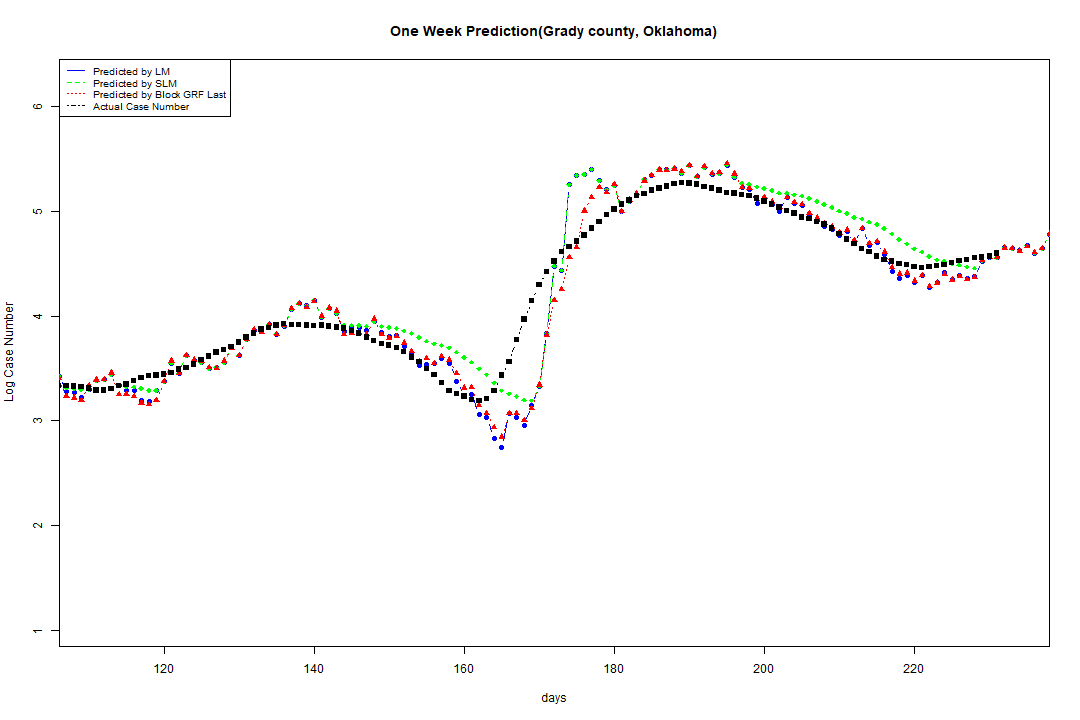 One Week Prediction(Grady county, Oklahoma)
Predicted by LM
Predicted by SLM
Predicted by Block GRF Last
Actual Case Number
6
5
4
3
2
1
Log Case Number
120 140 160 180 200 220
days